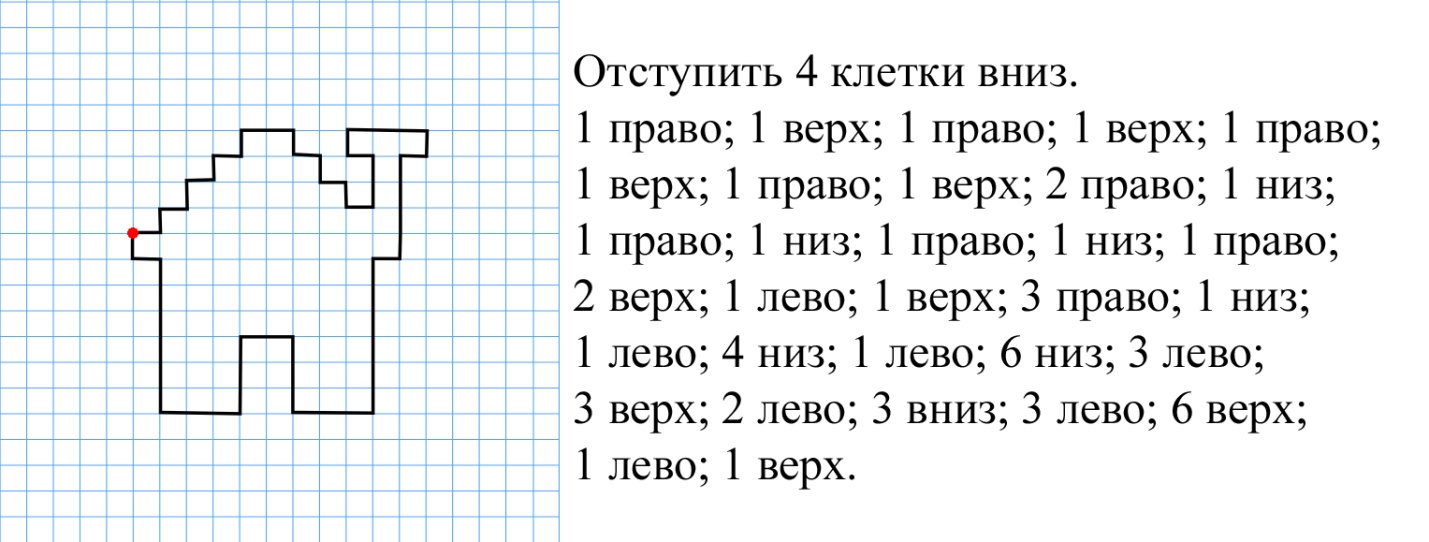 Отступить 4 клетки вниз.
1 право; 1 верх; 1 право; 1 верх; 1 право;
1 верх; 1 право; 1 верх; 2 право; 1 низ;
1 право; 1 низ; 1 право; 1 низ; 1 право;
2 верх; 1 лево; 1 верх; 3 право; 1 низ;
1 лево; 4 низ; 1 лево; 6 низ; 3 лево;
3 верх; 2 лево; 3 вниз; 3 лево; 6 верх;
1 лево; 1 верх.